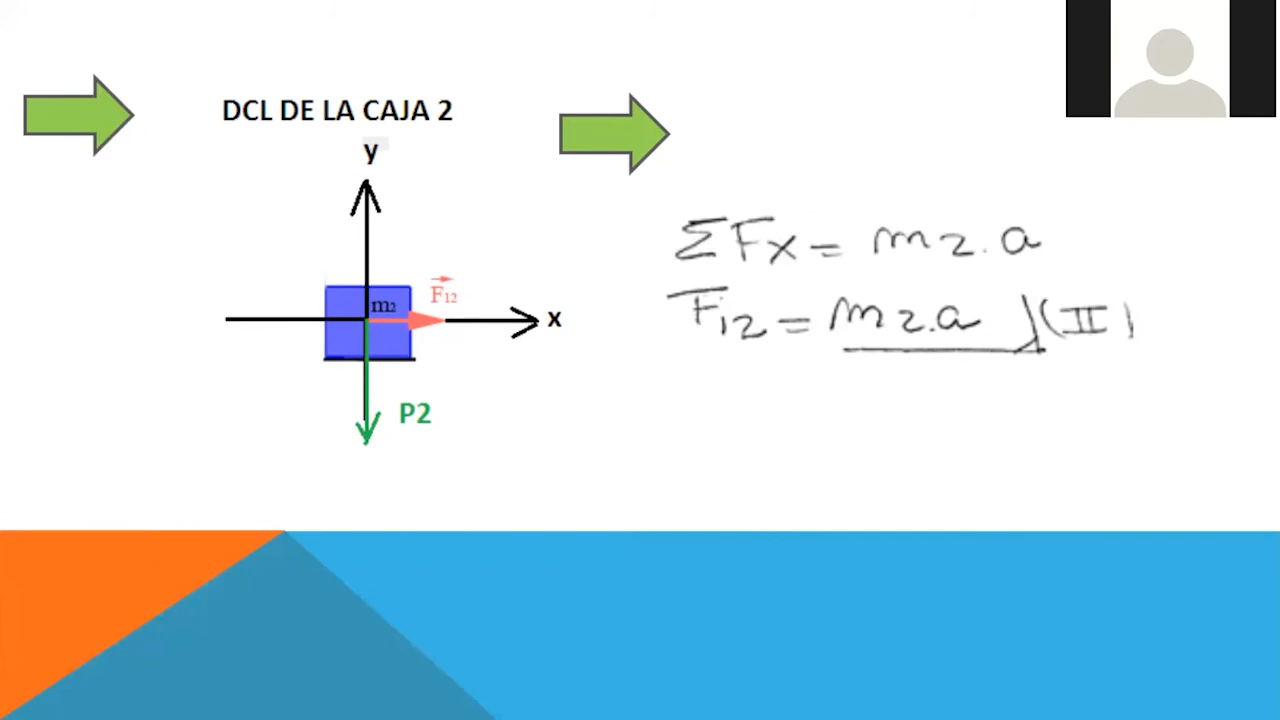 DCL DE LA CAJA 2
y
m2
F12
x
P2
ΣFx = m2.a
F12 = m2.a (II)